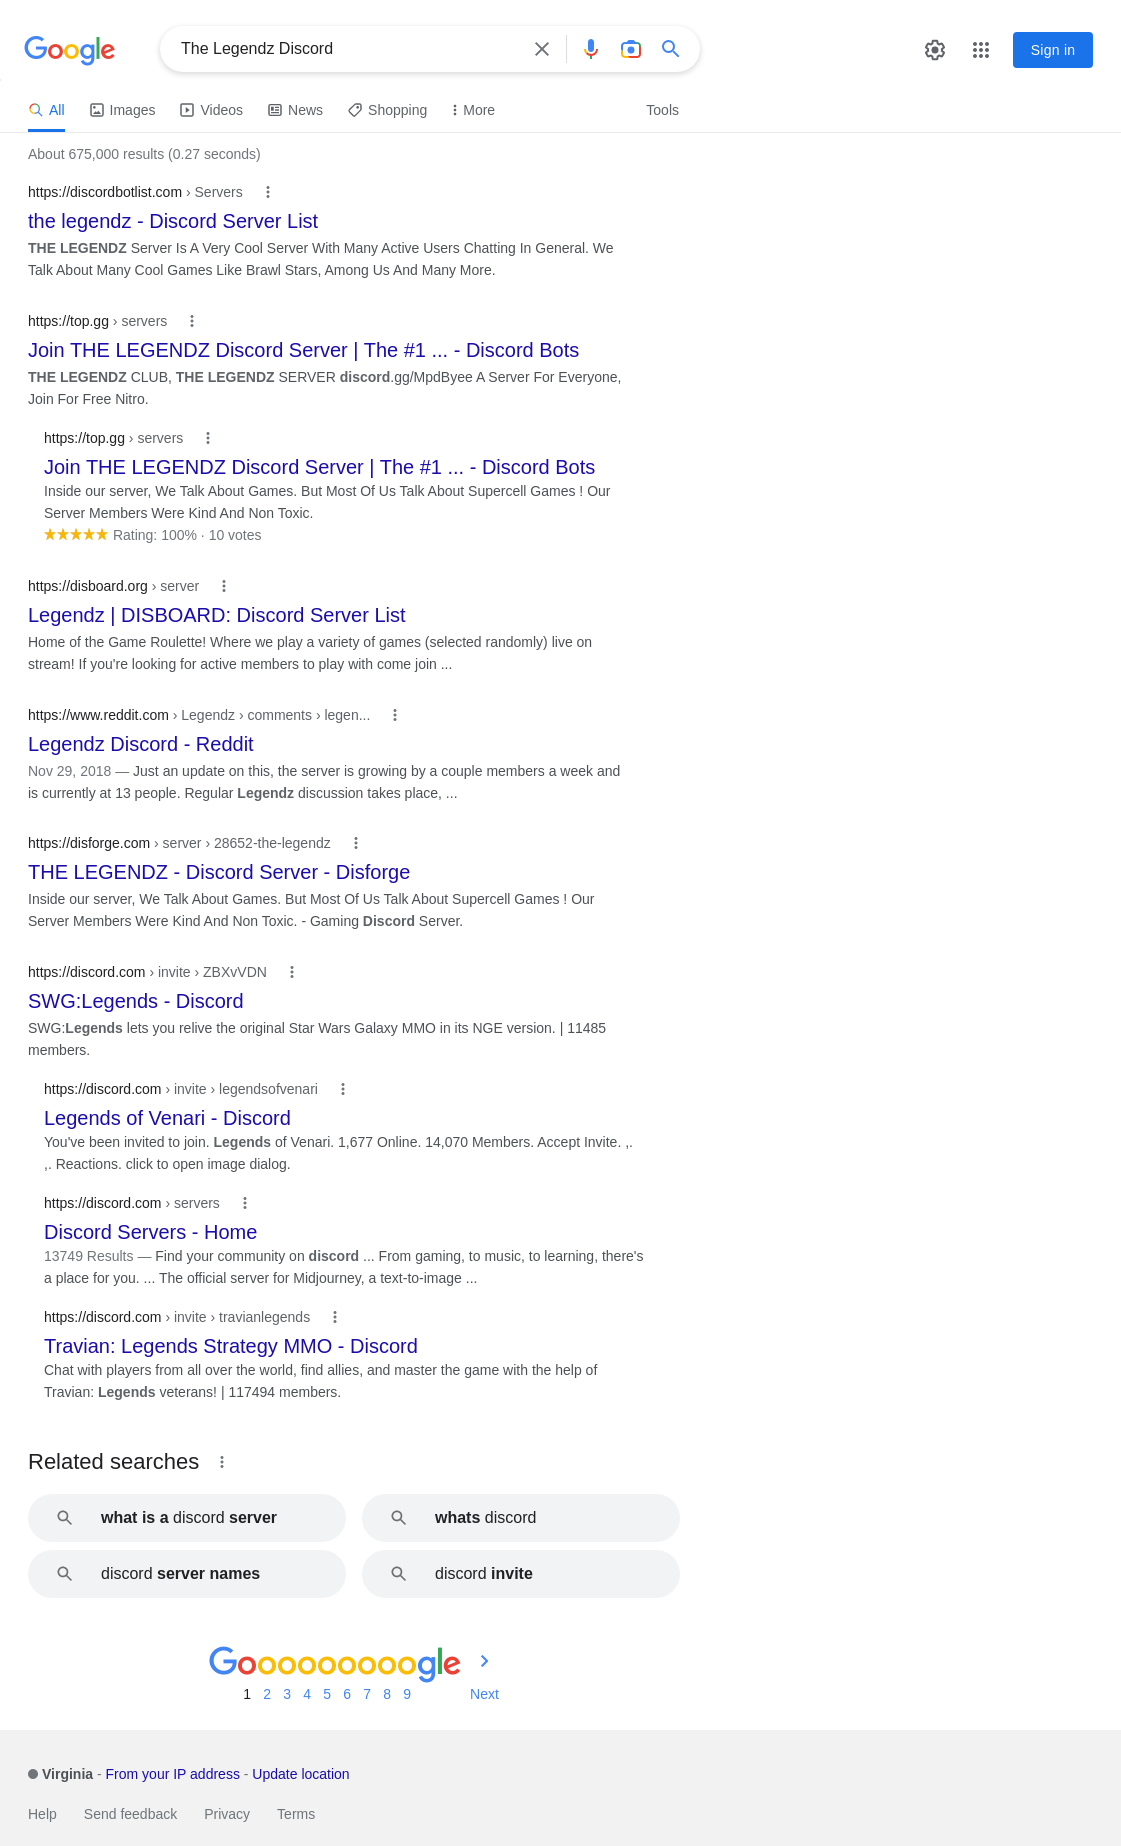 Google
The Legendz Discord
Sign in
All
Images
Videos
News
Shopping
More
Tools
About 675,000 results (0.27 seconds)
https://discordbotlist.com › Servers
the legendz - Discord Server List
THE LEGENDZ Server Is A Very Cool Server With Many Active Users Chatting In General. We
Talk About Many Cool Games Like Brawl Stars, Among Us And Many More.
https://top.gg › servers
Join THE LEGENDZ Discord Server | The #1 ... - Discord Bots
THE LEGENDZ CLUB, THE LEGENDZ SERVER discord.gg/MpdByee A Server For Everyone,
Join For Free Nitro.
https://top.gg › servers
Join THE LEGENDZ Discord Server | The #1 ... - Discord Bots
Inside our server, We Talk About Games. But Most Of Us Talk About Supercell Games ! Our
Server Members Were Kind And Non Toxic.
Rating: 100% · 10 votes
https://disboard.org › server
Legendz | DISBOARD: Discord Server List
Home of the Game Roulette! Where we play a variety of games (selected randomly) live on
stream! If you're looking for active members to play with come join ...
https://www.reddit.com › Legendz › comments › legen...
Legendz Discord - Reddit
Nov 29, 2018 — Just an update on this, the server is growing by a couple members a week and
is currently at 13 people. Regular Legendz discussion takes place, ...
https://disforge.com › server › 28652-the-legendz
THE LEGENDZ - Discord Server - Disforge
Inside our server, We Talk About Games. But Most Of Us Talk About Supercell Games ! Our
Server Members Were Kind And Non Toxic. - Gaming Discord Server.
https://discord.com › invite › ZBXvVDN
SWG:Legends - Discord
SWG:Legends lets you relive the original Star Wars Galaxy MMO in its NGE version. | 11485
members.
https://discord.com › invite › legendsofvenari
Legends of Venari - Discord
You've been invited to join. Legends of Venari. 1,677 Online. 14,070 Members. Accept Invite. ,.
,. Reactions. click to open image dialog.
https://discord.com › servers
Discord Servers - Home
13749 Results — Find your community on discord ... From gaming, to music, to learning, there's
a place for you. ... The official server for Midjourney, a text-to-image ...
https://discord.com › invite › travianlegends
Travian: Legends Strategy MMO - Discord
Chat with players from all over the world, find allies, and master the game with the help of
Travian: Legends veterans! | 117494 members.
Related searches
what is a discord server
whats discord
discord server names
discord invite
Gooooooooogle
1 2 3 4 5 6 7 8 9 Next
Virginia - From your IP address - Update location
Help Send feedback Privacy Terms